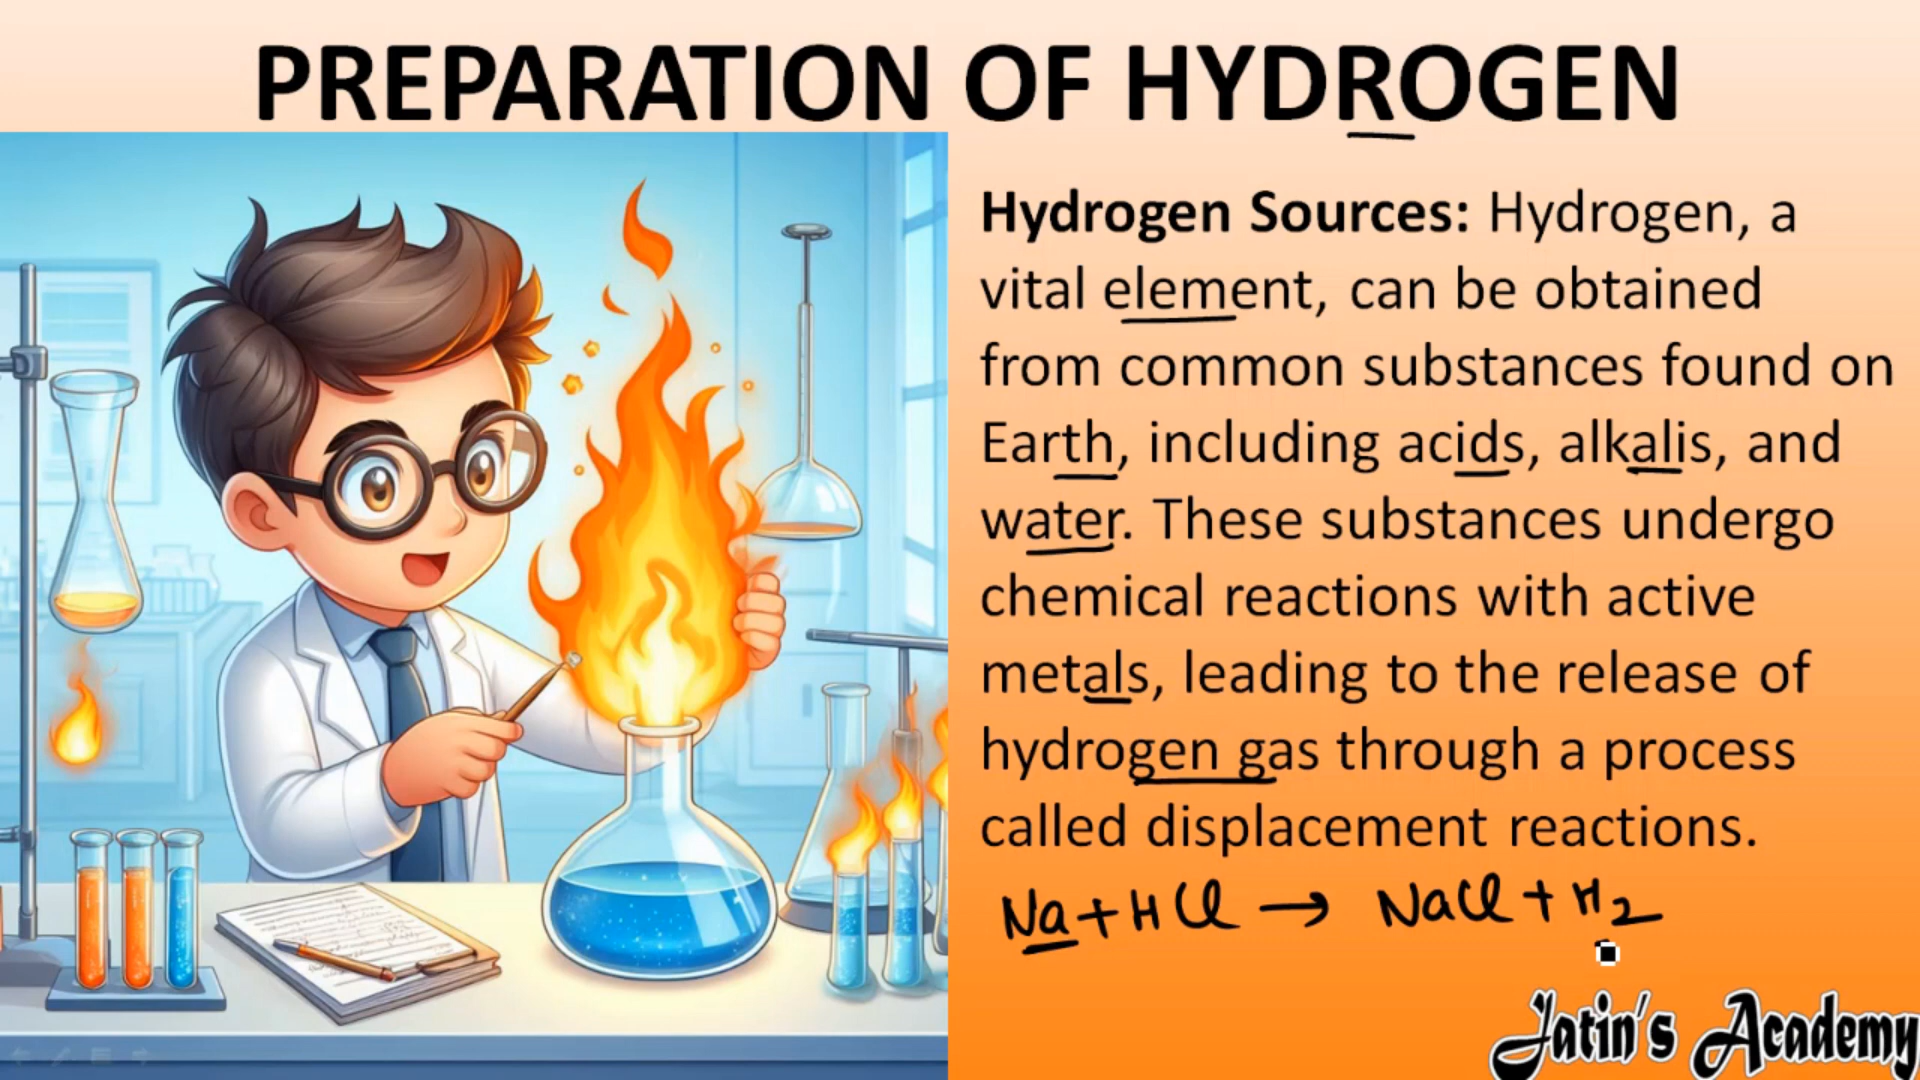 PREPARATION OF HYDROGEN
Hydrogen Sources: Hydrogen, a
vital element, can be obtained
from common substances found on
Earth, including acids, alkalis, and
water. These substances undergo
chemical reactions with active
metals, leading to the release of
hydrogen gas through a process
called displacement reactions.
Na + HCl → NaCl + H₂
Jatin's Academy